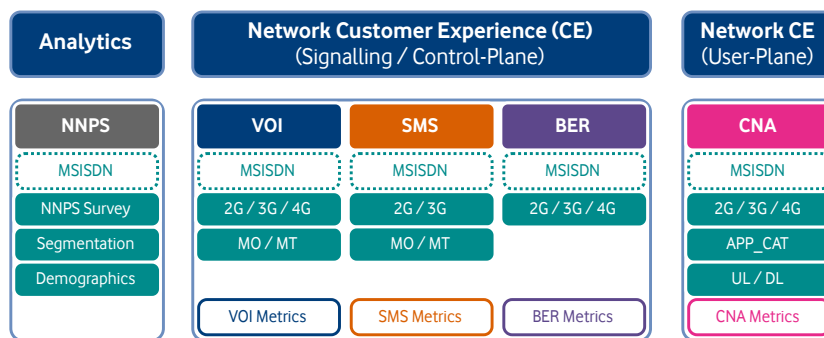 Analytics
Network Customer Experience (CE)
(Signalling / Control-Plane)
Network CE
(User-Plane)
NNPS
MSISDN
NNPS Survey
Segmentation
Demographics
VOI
MSISDN
2G / 3G / 4G
MO / MT
VOI Metrics
SMS
MSISDN
2G / 3G
MO / MT
SMS Metrics
BER
MSISDN
2G / 3G / 4G
BER Metrics
CNA
MSISDN
2G / 3G / 4G
APP_CAT
UL / DL
CNA Metrics